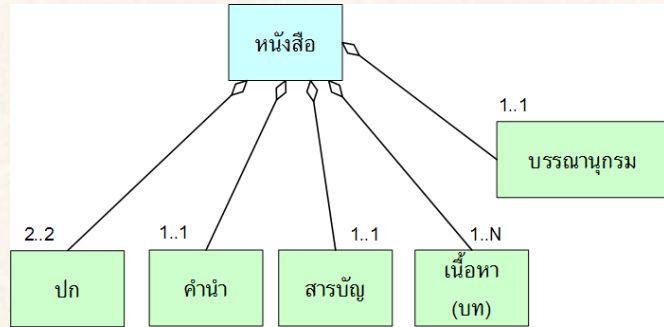 หนังสือ
1..1
บรรณานุกรม
2..2
1..1
1..1
1..N
ปก
คำนำ
สารบัญ
เนื้อหา
(บท)